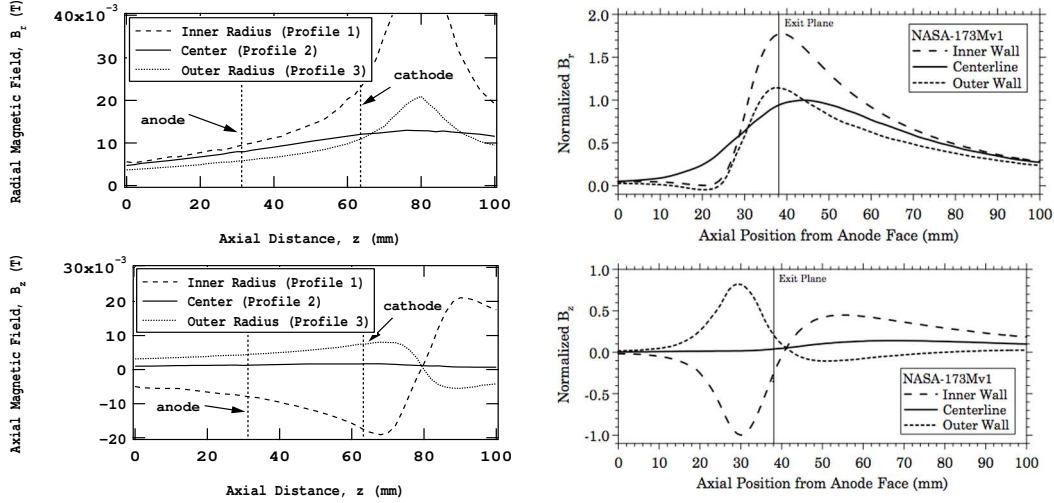 Radial Magnetic Field, B_r (T)
40x10^-3
30
20
10
0
Inner Radius (Profile 1)
Center (Profile 2)
Outer Radius (Profile 3)
cathode
anode
0 20 40 60 80 100
Axial Distance, z (mm)
Normalized B_r
2.0
1.5
1.0
0.5
0.0
Exit Plane
NASA-173Mv1
Inner Wall
Centerline
Outer Wall
0 10 20 30 40 50 60 70 80 90 100
Axial Position from Anode Face (mm)
Axial Magnetic Field, B_z (T)
30x10^-3
20
10
0
-10
-20
Inner Radius (Profile 1)
Center (Profile 2)
Outer Radius (Profile 3)
cathode
anode
0 20 40 60 80 100
Axial Distance, z (mm)
Normalized B_z
1.0
0.5
0.0
-0.5
-1.0
Exit Plane
NASA-173Mv1
Inner Wall
Centerline
Outer Wall
0 10 20 30 40 50 60 70 80 90 100
Axial Position from Anode Face (mm)